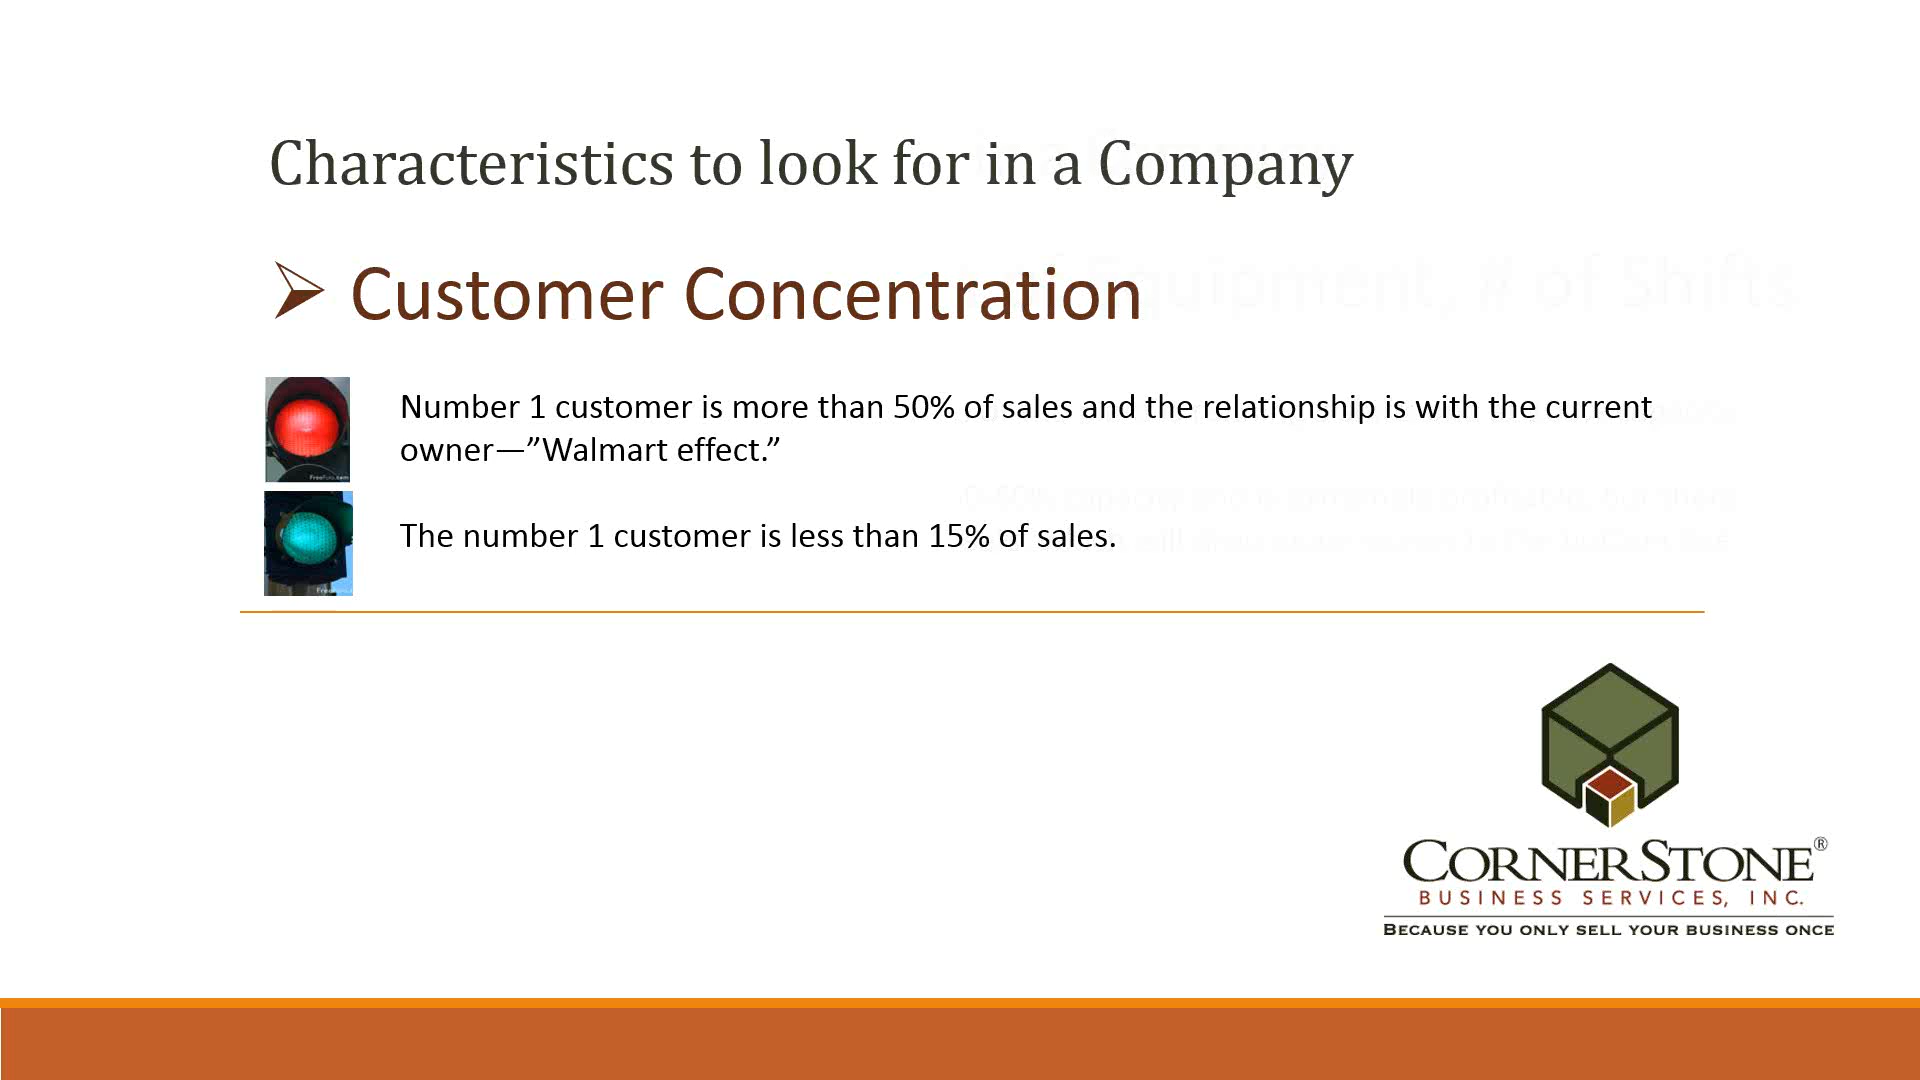 Characteristics to look for in a Company
Customer Concentration
Number 1 customer is more than 50% of sales and the relationship is with the current
owner—”Walmart effect.”
The number 1 customer is less than 15% of sales.
CORNERSTONE®
BUSINESS SERVICES, INC.
BECAUSE YOU ONLY SELL YOUR BUSINESS ONCE